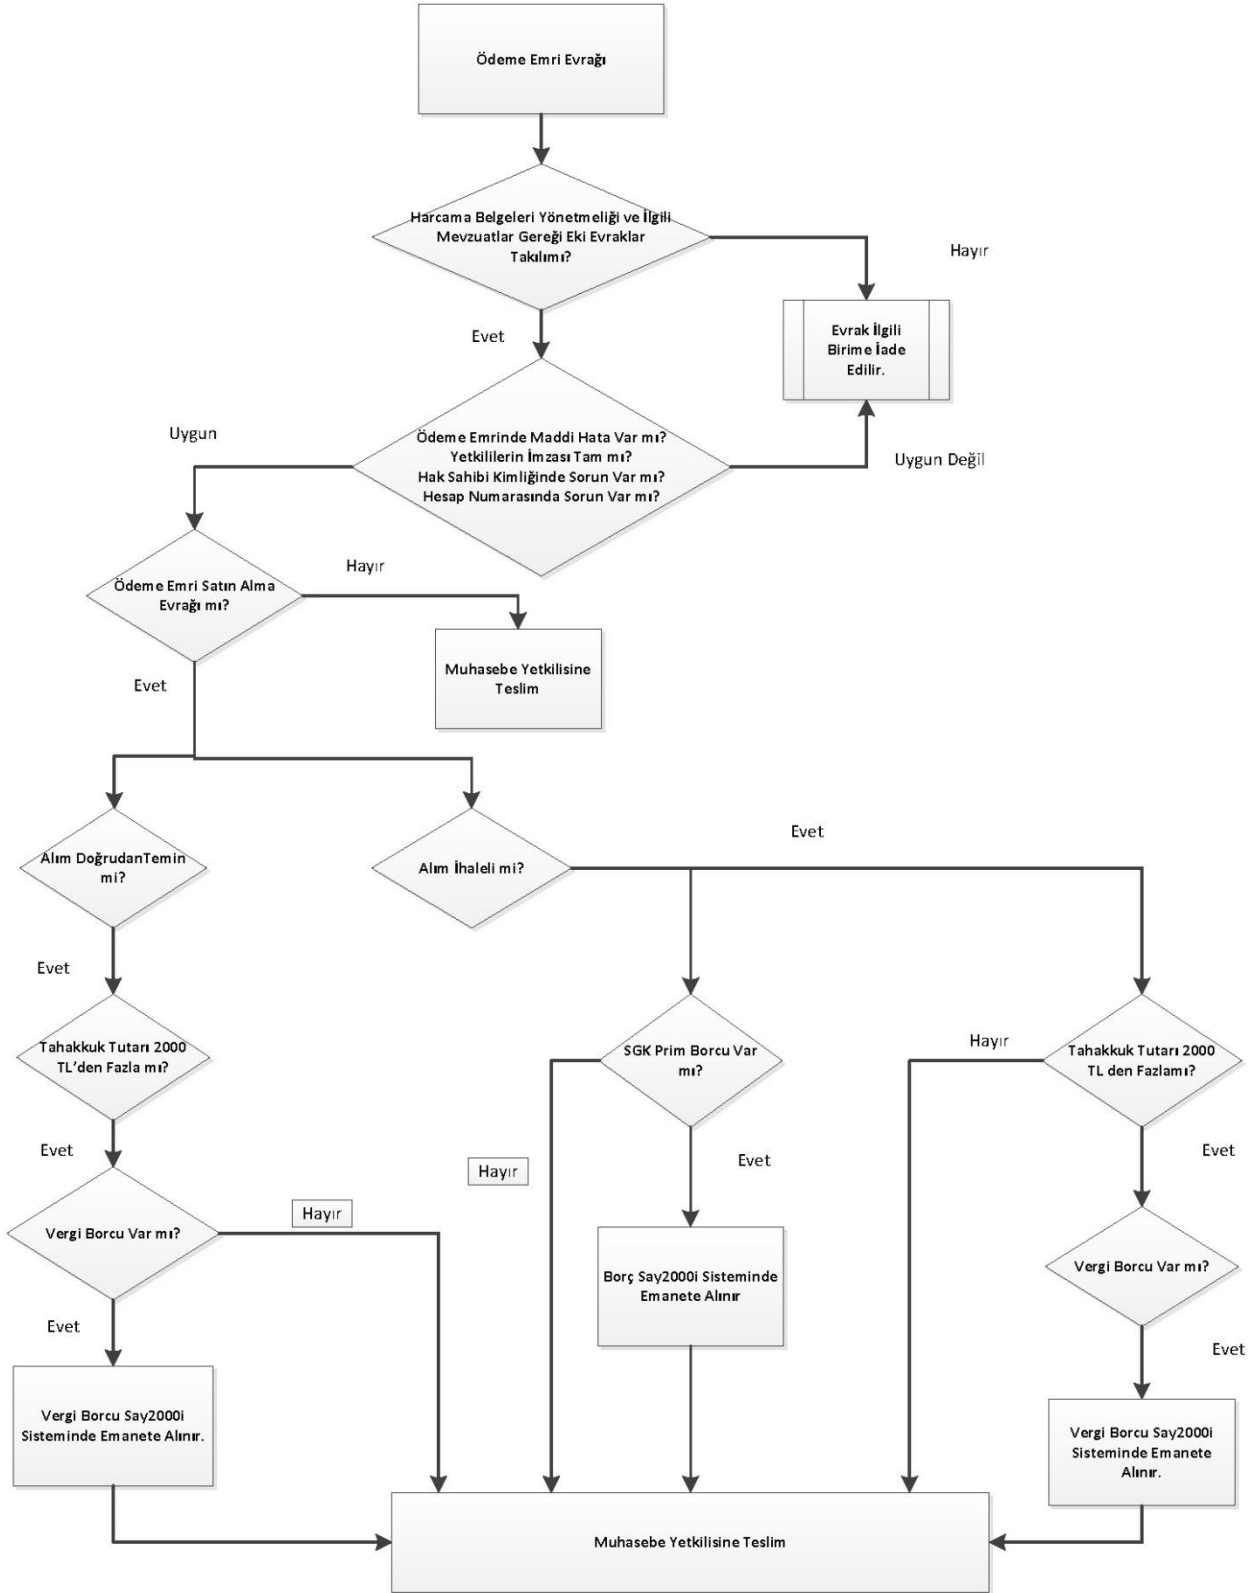 Ödeme Emri Evrağı
Harcama Belgeleri Yönetmeliği ve İlgili
Mevzuatlar Gereği Eki Evraklar
Takılımı?
Hayır
Evet
Evrak İlgili
Birime İade
Edilir.
Uygun
Ödeme Emrinde Maddi Hata Var mı?
Yetkililerin İmzası Tam mı?
Hak Sahibi Kimliğinde Sorun Var mı?
Hesap Numarasında Sorun Var mı?
Uygun Değil
Ödeme Emri Satın Alma
Evrağı mı?
Hayır
Muhasebe Yetkilisine
Teslim
Evet
Alım DoğrudanTemin
mi?
Alım İhaleli mi?
Evet
Evet
Tahakkuk Tutarı 2000
TL'den Fazla mı?
SGK Prim Borcu Var
mı?
Hayır
Tahakkuk Tutarı 2000
TL den Fazlamı?
Evet
Hayır
Evet
Evet
Vergi Borcu Var mı?
Hayır
Borç Say2000i Sisteminde
Emanete Alınır
Vergi Borcu Var mı?
Evet
Evet
Vergi Borcu Say2000i
Sisteminde Emanete Alınır.
Vergi Borcu Say2000i
Sisteminde Emanete
Alınır.
Muhasebe Yetkilisine Teslim